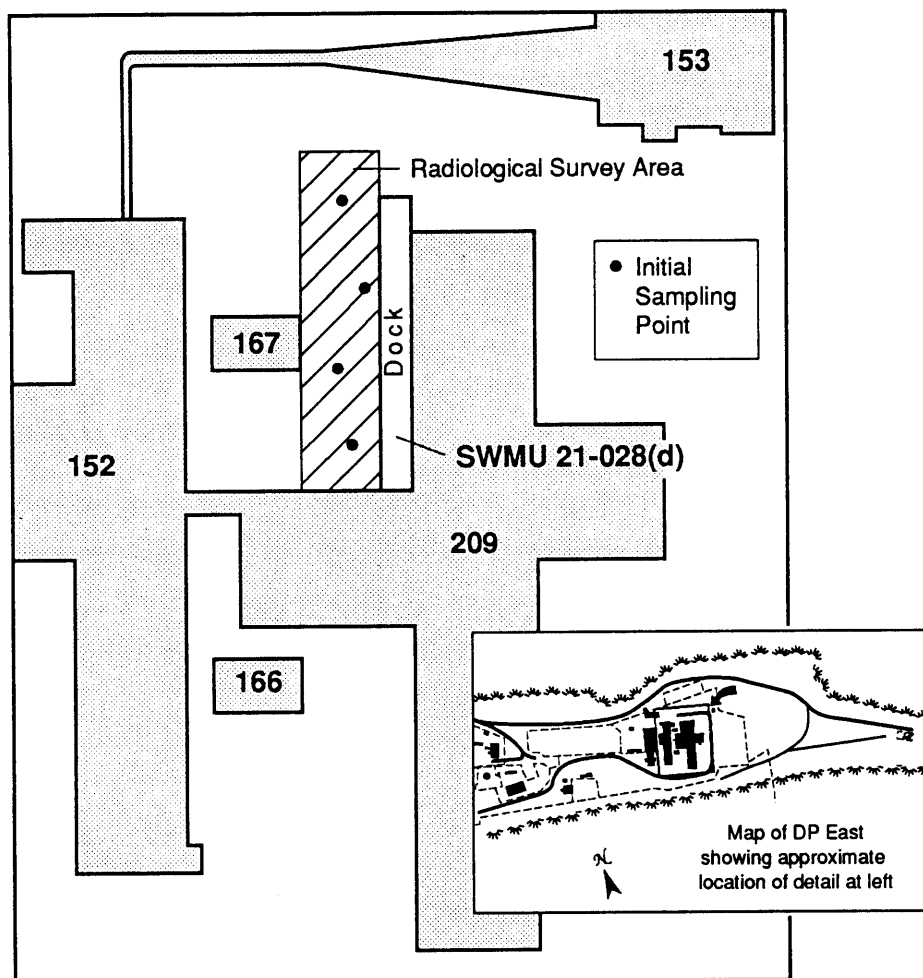 153
Radiological Survey Area
Initial
Sampling
Point
167
Dock
152
SWMU 21-028(d)
209
166
Map of DP East
showing approximate
location of detail at left
N